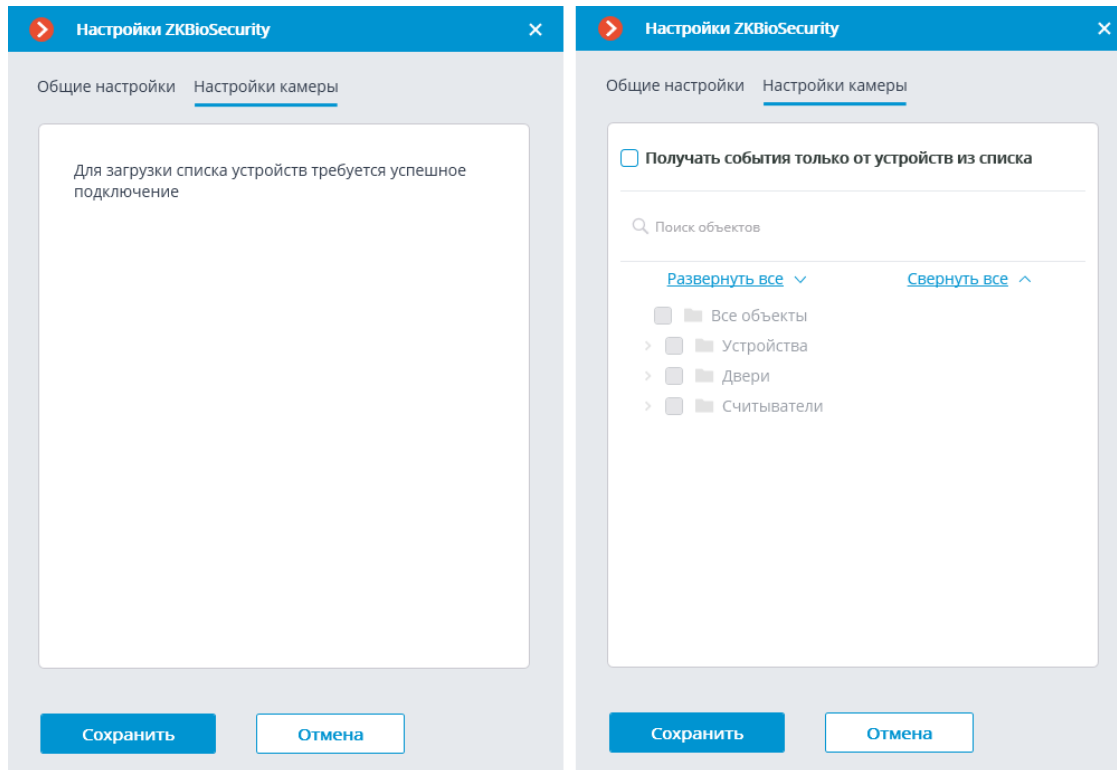 Настройки ZKBioSecurity
Общие настройки Настройки камеры
Для загрузки списка устройств требуется успешное
подключение
Сохранить Отмена
Настройки ZKBioSecurity
Общие настройки Настройки камеры
Получать события только от устройств из списка
Поиск объектов
Развернуть все Свернуть все
Все объекты
Устройства
Двери
Считыватели
Сохранить Отмена